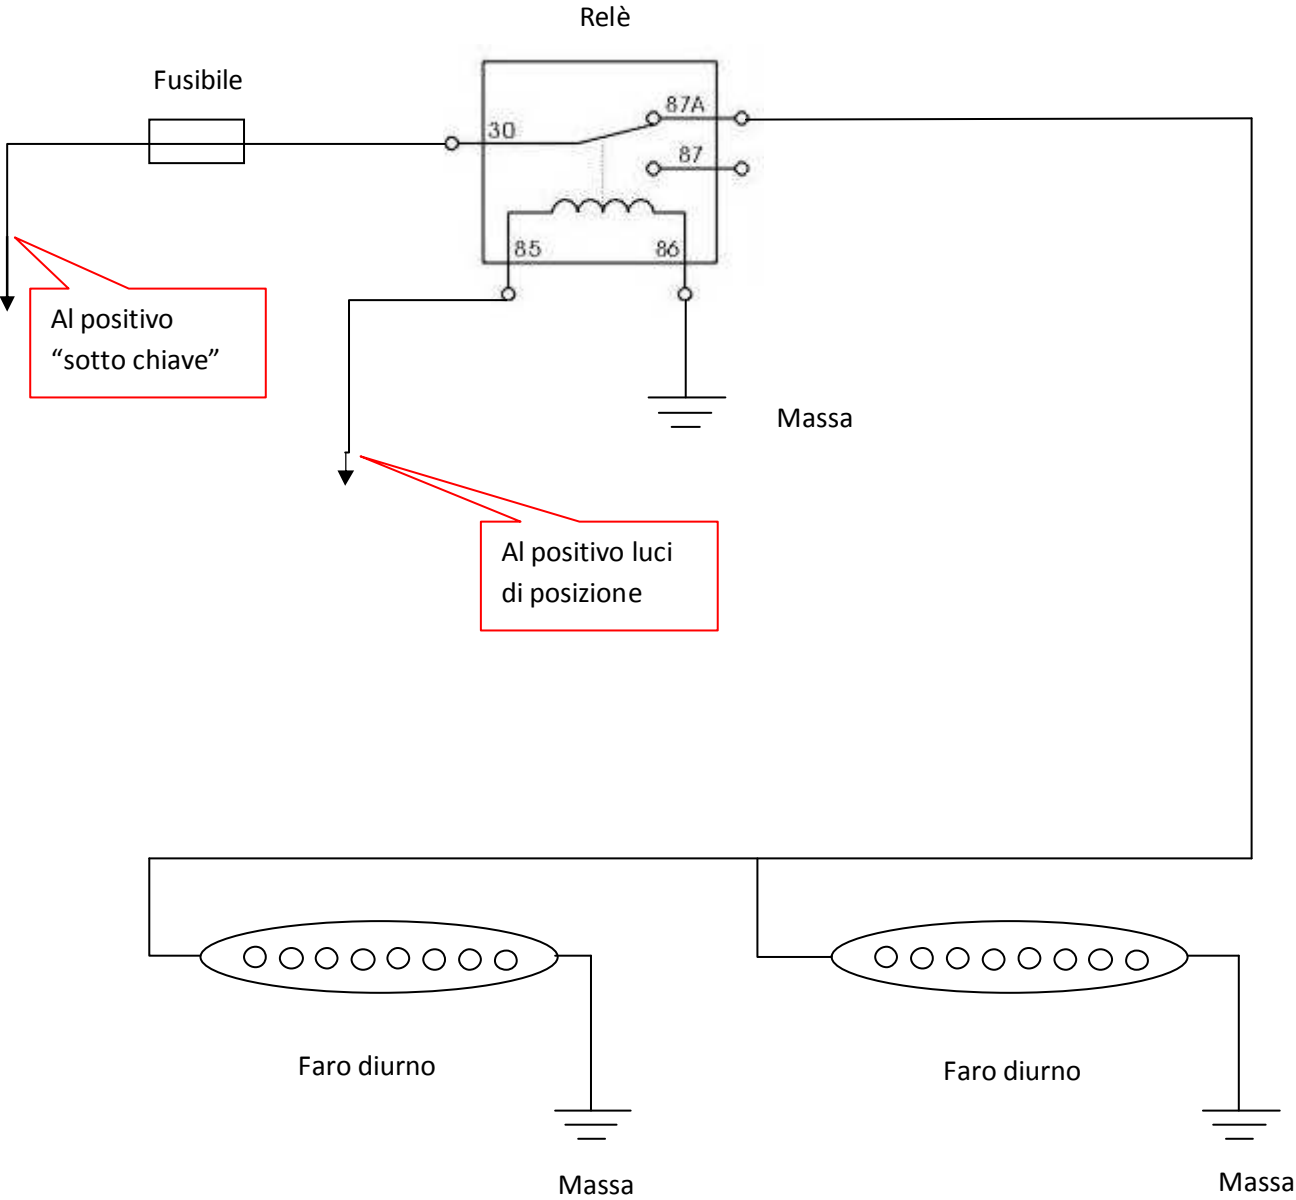 Relè
Fusibile
87A
30
87
85
86
Al positivo
“sotto chiave”
Massa
Al positivo luci
di posizione
Faro diurno
Faro diurno
Massa
Massa